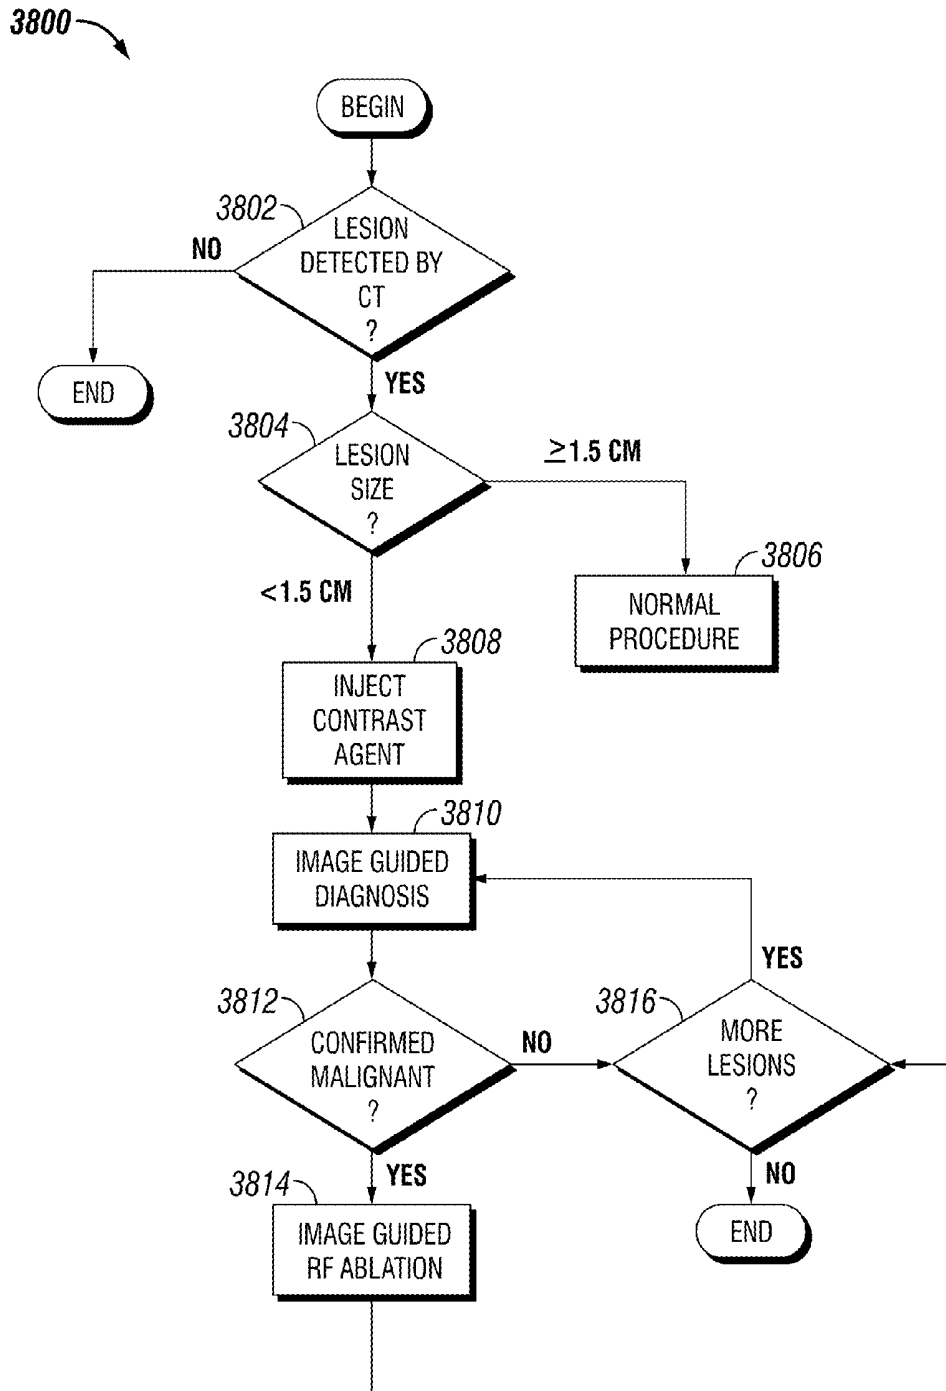 3800
BEGIN
3802
LESION
DETECTED BY
CT
?
NO
END
YES
3804
LESION
SIZE
?
≥1.5 CM
3806
NORMAL
PROCEDURE
<1.5 CM
3808
INJECT
CONTRAST
AGENT
3810
IMAGE GUIDED
DIAGNOSIS
YES
3812
CONFIRMED
MALIGNANT
?
NO
3816
MORE
LESIONS
?
YES
NO
3814
IMAGE GUIDED
RF ABLATION
END